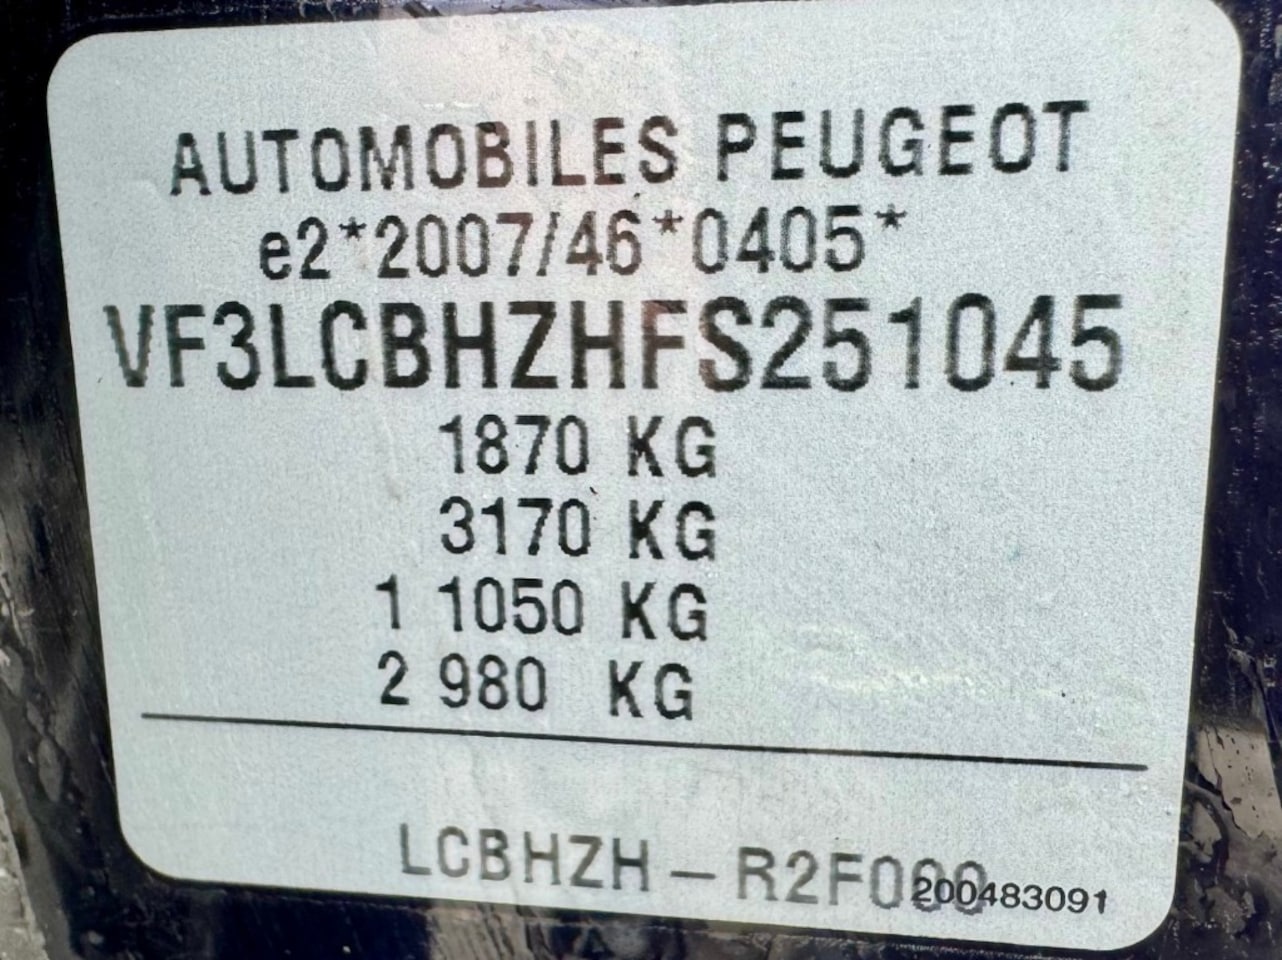 AUTOMOBILES PEUGEOT
e2*2007/46*0405*
VF3LCBHZHFS251045
1870 KG
3170 KG
1 1050 KG
2 980 KG
LCBHZH – R2F000
200483091